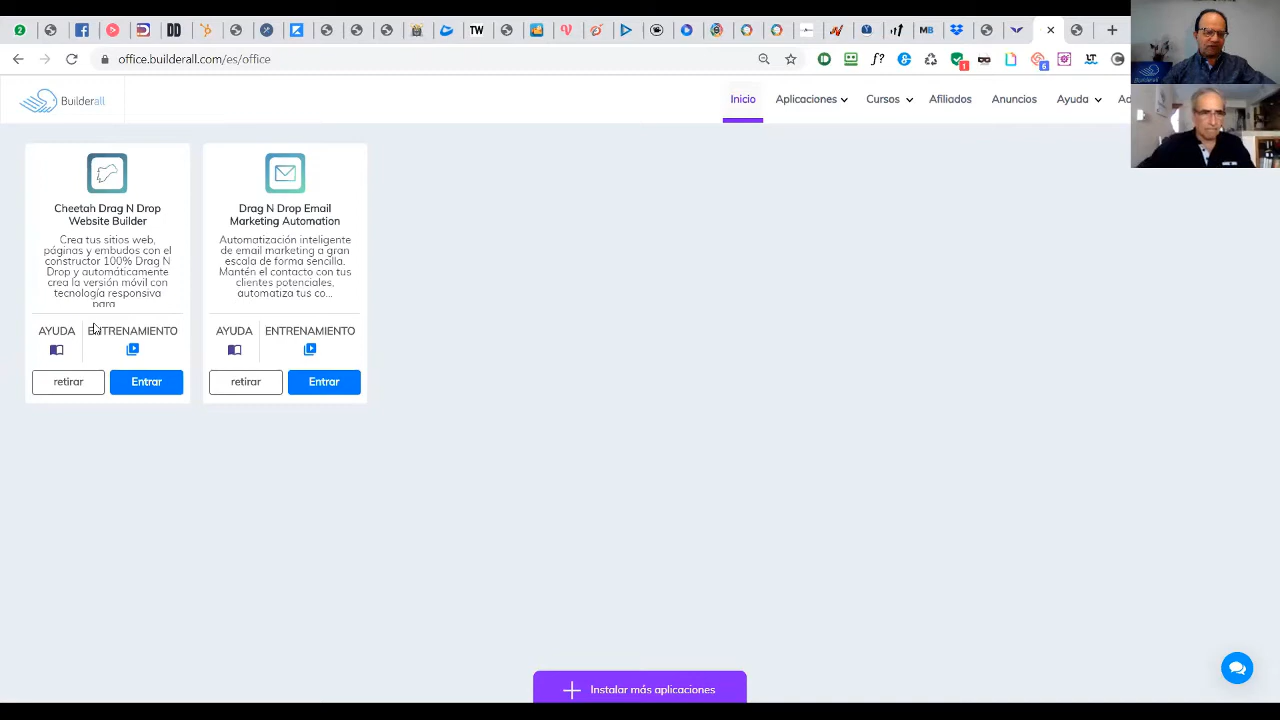 office.builderall.com/es/office
Builderall
Inicio
Aplicaciones
Cursos
Afiliados
Anuncios
Ayuda
Ad
Cheetah Drag N Drop
Website Builder
Crea tus sitios web,
páginas y embudos con el
constructor 100% Drag N
Drop y automáticamente
crea la versión móvil con
tecnología responsiva
para
AYUDA
ENTRENAMIENTO
retirar
Entrar
Drag N Drop Email
Marketing Automation
Automatización inteligente
de email marketing a gran
escala de forma sencilla.
Mantén el contacto con tus
clientes potenciales,
automatiza tus co...
AYUDA
ENTRENAMIENTO
retirar
Entrar
Instalar más aplicaciones